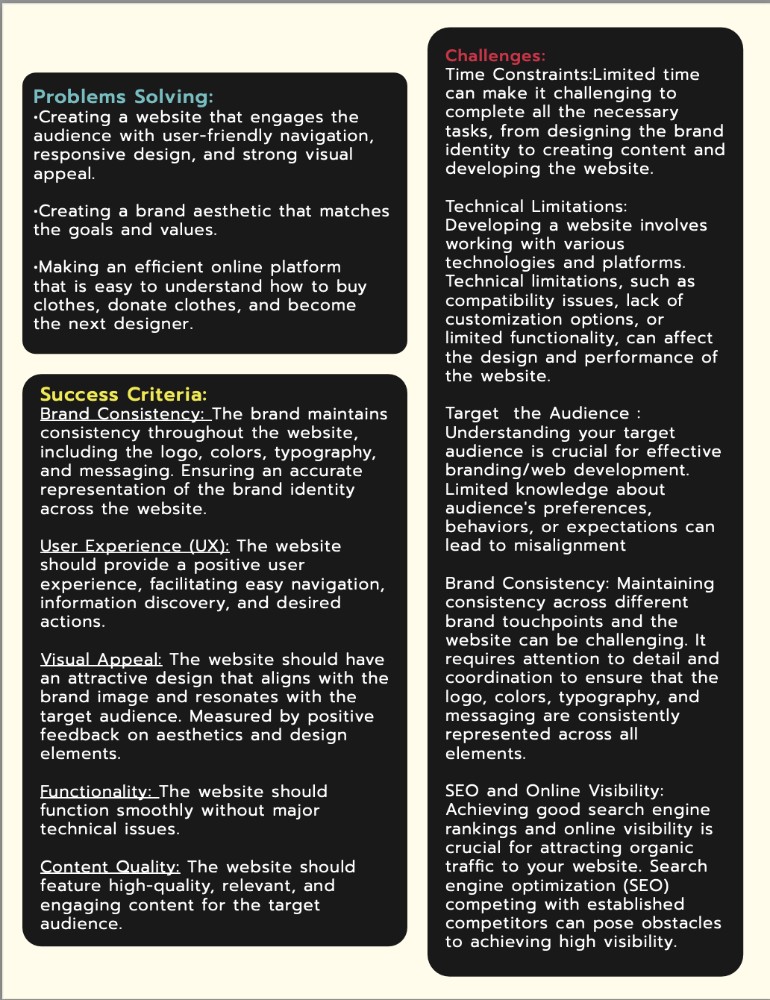 Problems Solving:
•Creating a website that engages the
audience with user-friendly navigation,
responsive design, and strong visual
appeal.
•Creating a brand aesthetic that matches
the goals and values.
•Making an efficient online platform
that is easy to understand how to buy
clothes, donate clothes, and become
the next designer.
Success Criteria:
Brand Consistency: The brand maintains
consistency throughout the website,
including the logo, colors, typography,
and messaging. Ensuring an accurate
representation of the brand identity
across the website.
User Experience (UX): The website
should provide a positive user
experience, facilitating easy navigation,
information discovery, and desired
actions.
Visual Appeal: The website should have
an attractive design that aligns with the
brand image and resonates with the
target audience. Measured by positive
feedback on aesthetics and design
elements.
Functionality: The website should
function smoothly without major
technical issues.
Content Quality: The website should
feature high-quality, relevant, and
engaging content for the target
audience.
Challenges:
Time Constraints:Limited time
can make it challenging to
complete all the necessary
tasks, from designing the brand
identity to creating content and
developing the website.
Technical Limitations:
Developing a website involves
working with various
technologies and platforms.
Technical limitations, such as
compatibility issues, lack of
customization options, or
limited functionality, can affect
the design and performance of
the website.
Target  the Audience :
Understanding your target
audience is crucial for effective
branding/web development.
Limited knowledge about
audience's preferences,
behaviors, or expectations can
lead to misalignment
Brand Consistency: Maintaining
consistency across different
brand touchpoints and the
website can be challenging. It
requires attention to detail and
coordination to ensure that the
logo, colors, typography, and
messaging are consistently
represented across all
elements.
SEO and Online Visibility:
Achieving good search engine
rankings and online visibility is
crucial for attracting organic
traffic to your website. Search
engine optimization (SEO)
competing with established
competitors can pose obstacles
to achieving high visibility.